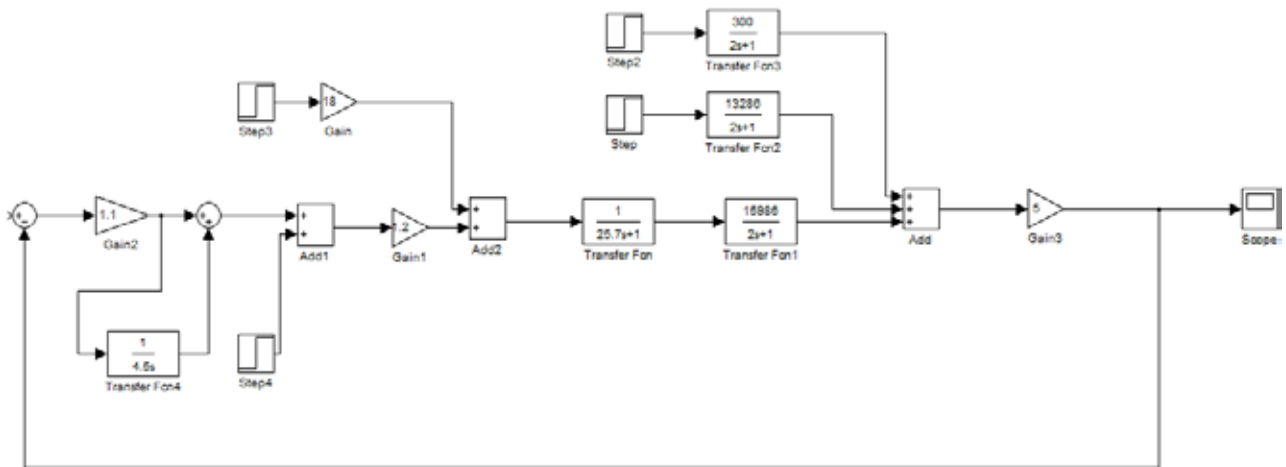 300
2s+1
Step2
Transfer Fcn3
18
Step3
Gain
13286
2s+1
Step
Transfer Fcn2
1.1
Gain2
Add1
1.2
Gain1
Add2
1
25.7s+1
Transfer Fcn
15986
2s+1
Transfer Fcn1
Add
5
Gain3
Scope
1
4.5s
Transfer Fcn4
Step4